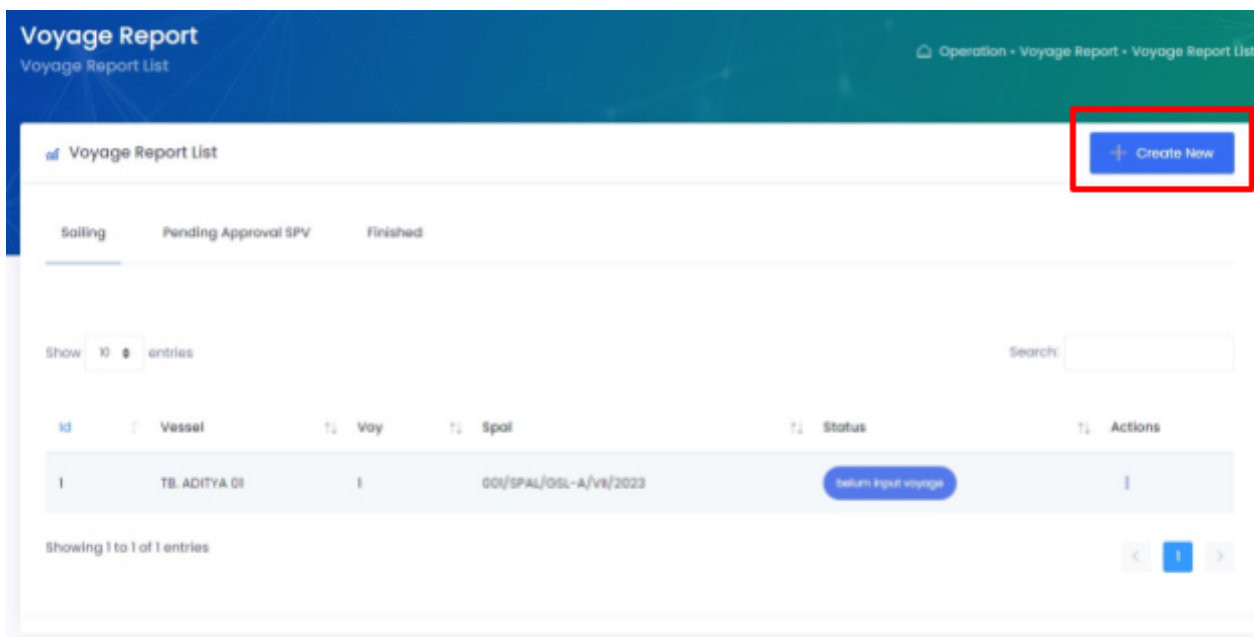 Voyage Report
Voyage Report List
Operation • Voyage Report • Voyage Report List
Voyage Report List
+ Create New
Sailing Pending Approval SPV Finished
Show 10 entries Search:
Id Vessel Voy Spal Status Actions
1 TB. ADITYA 01 1 001/SPAL/GSL-A/VII/2023 belum input voyage
Showing 1 to 1 of 1 entries
< 1 >